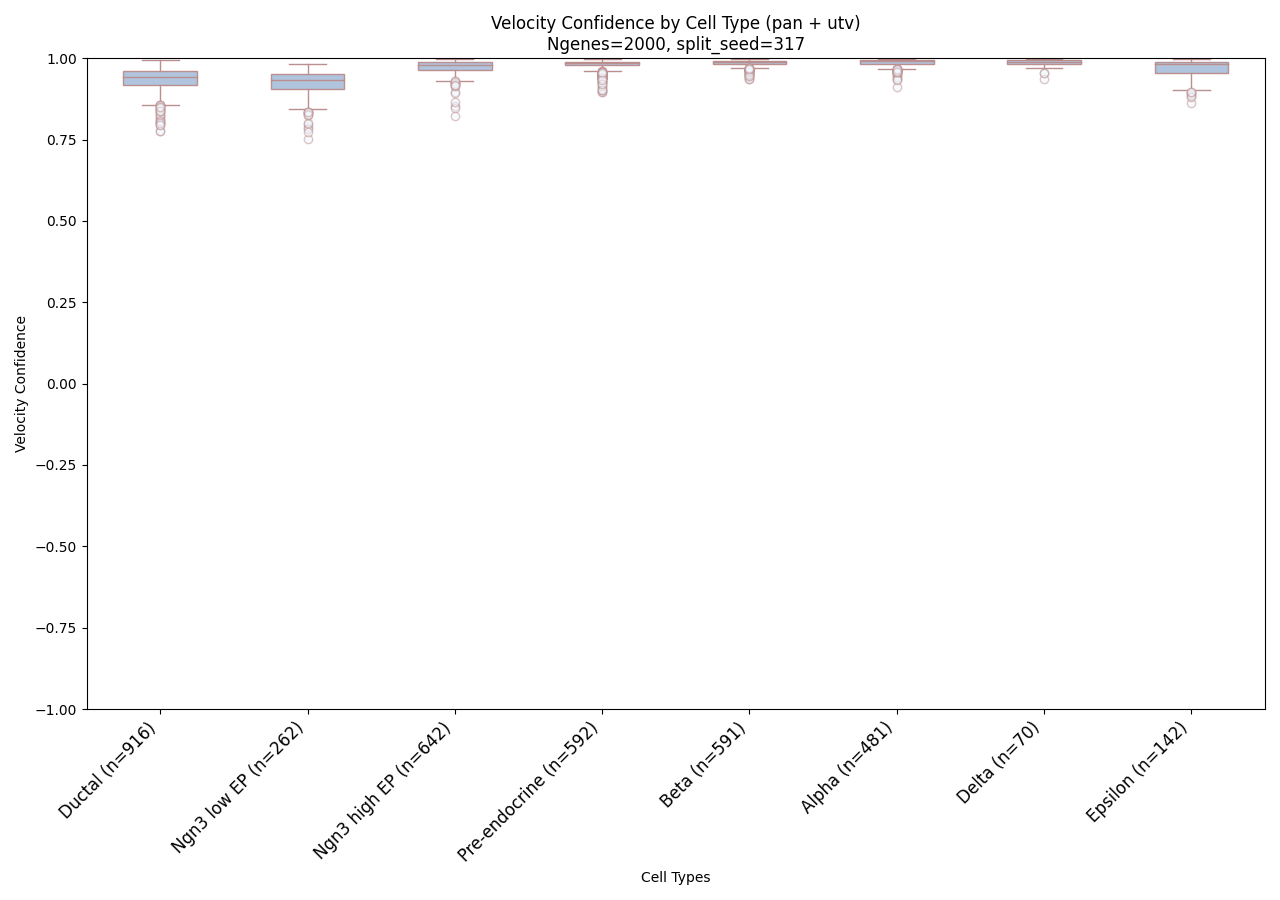 Velocity Confidence by Cell Type (pan + utv)
Ngenes=2000, split_seed=317
Velocity Confidence
1.00
0.75
0.50
0.25
0.00
−0.25
−0.50
−0.75
−1.00
Ductal (n=916)
Ngn3 low EP (n=262)
Ngn3 high EP (n=642)
Pre-endocrine (n=592)
Beta (n=591)
Alpha (n=481)
Delta (n=70)
Epsilon (n=142)
Cell Types